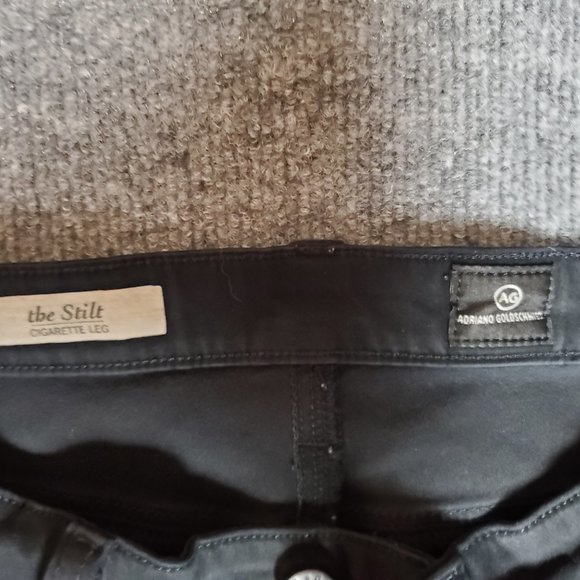 the Stilt
CIGARETTE LEG
AG
ADRIANO GOLDSCHMIED